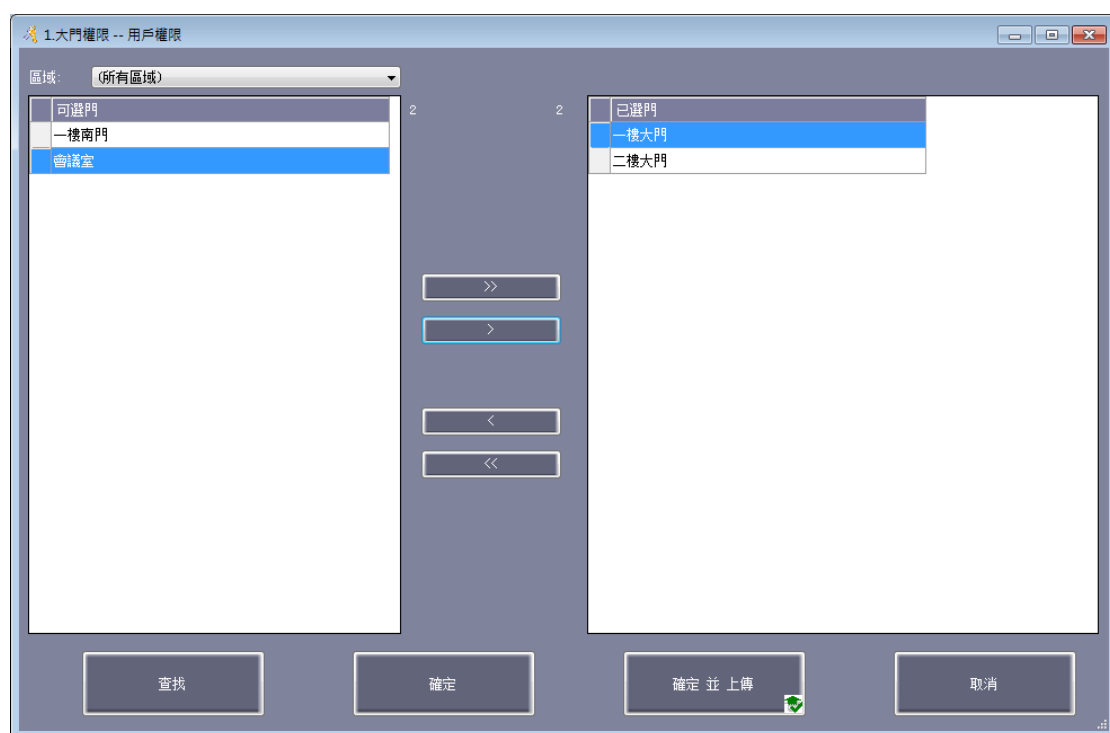 1.大門權限 -- 用戶權限
區域: (所有區域)
可選門
一樓南門
會議室
2
2
已選門
一樓大門
二樓大門
>>
>
<
<<
查找
確定
確定 並 上傳
取消